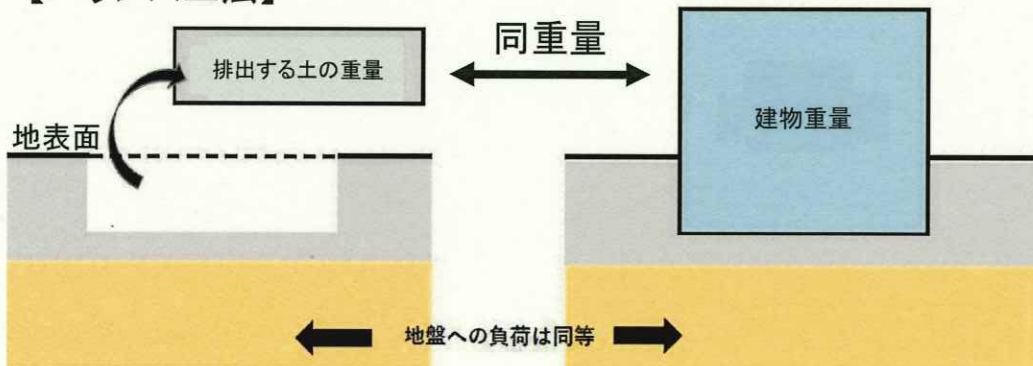 排出する土の重量
同重量
建物重量
地表面
地盤への負荷は同等